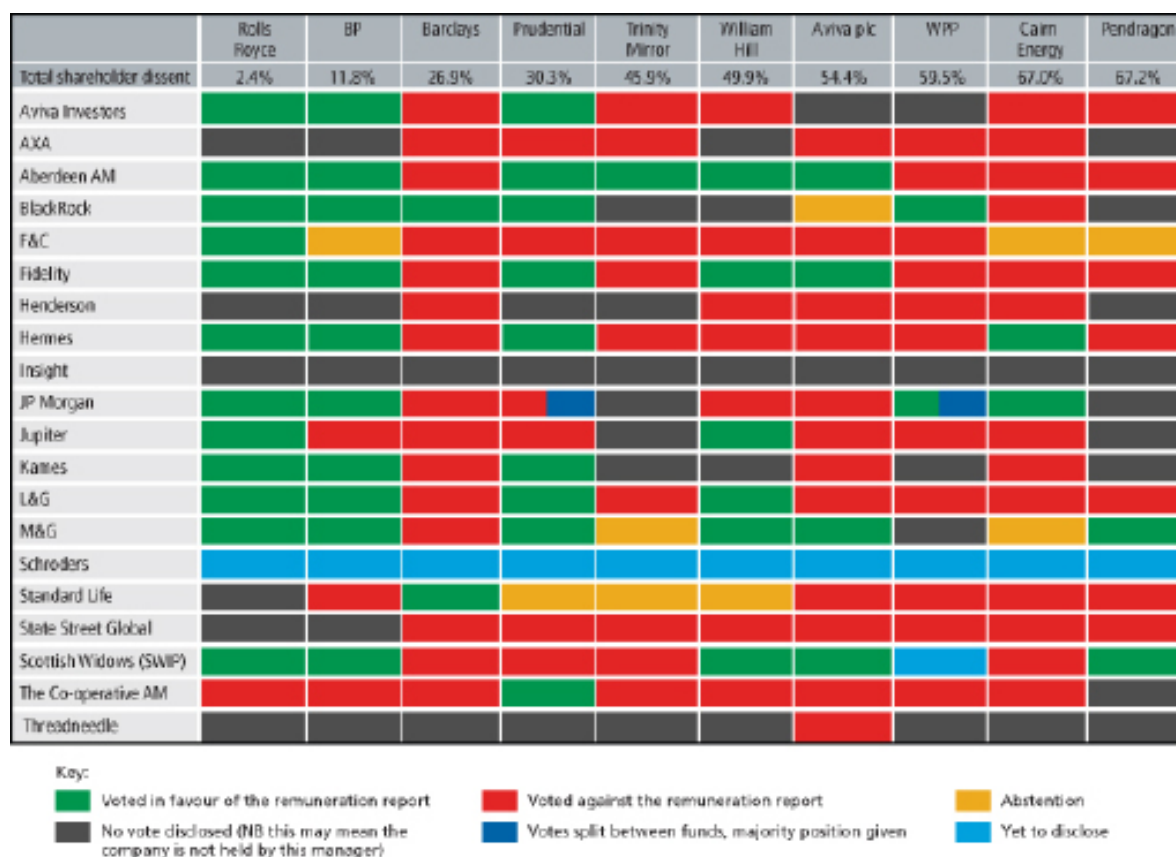 Rolls Royce BP Barclays Prudential Trinity Mirror William Hill Aviva plc WPP Cairn Energy Pendragon
Total shareholder dissent 2.4% 11.8% 26.9% 30.3% 45.9% 49.9% 54.4% 59.5% 67.0% 67.2%
Aviva Investors
AXA
Aberdeen AM
BlackRock
F&C
Fidelity
Henderson
Hermes
Insight
JP Morgan
Jupiter
Kames
L&G
M&G
Schroders
Standard Life
State Street Global
Scottish Widows (SWIP)
The Co-operative AM
Threadneedle
Key:
Voted in favour of the remuneration report
Voted against the remuneration report
Abstention
No vote disclosed (NB this may mean the
company is not held by this manager)
Votes split between funds, majority position given
Yet to disclose